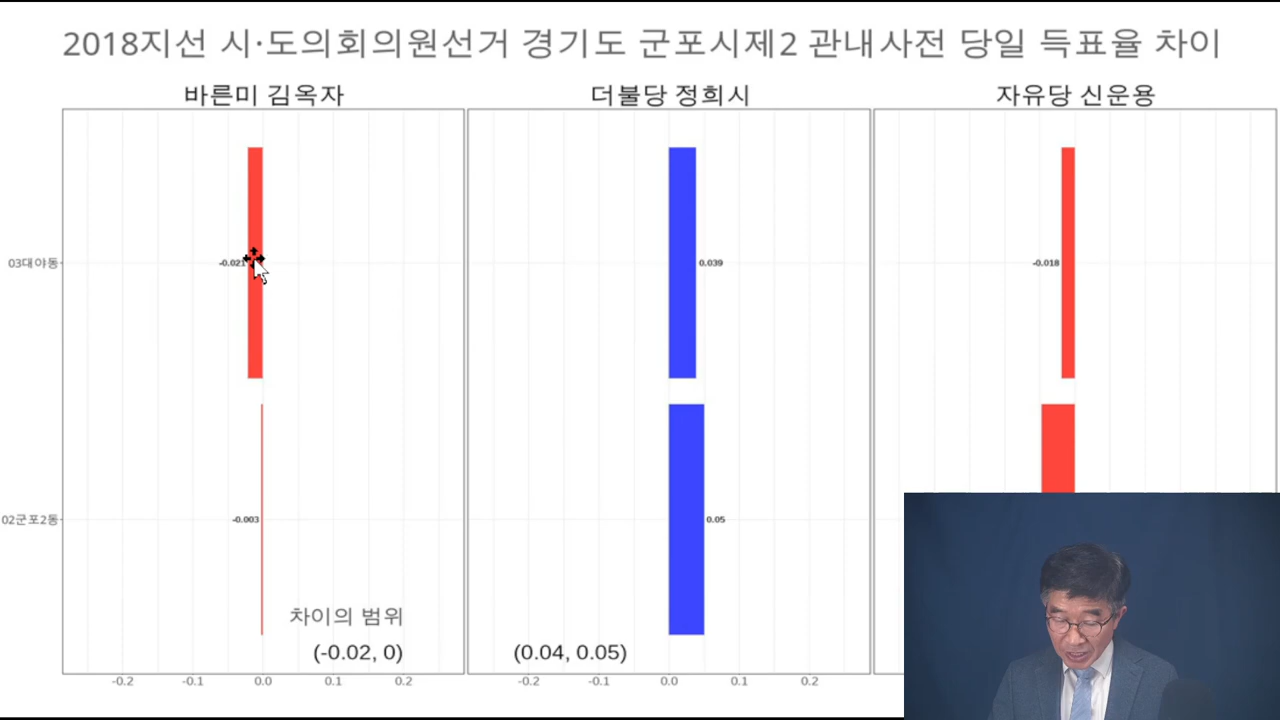 2018지선 시·도의회의원선거 경기도 군포시제2 관내사전 당일 득표율 차이
바른미 김옥자
더불당 정희시
자유당 신운용
03대야동
-0.021
0.039
-0.018
02군포2동
-0.003
0.05
차이의 범위
(-0.02, 0)
(0.04, 0.05)
-0.2 -0.1 0.0 0.1 0.2
-0.2 -0.1 0.0 0.1 0.2